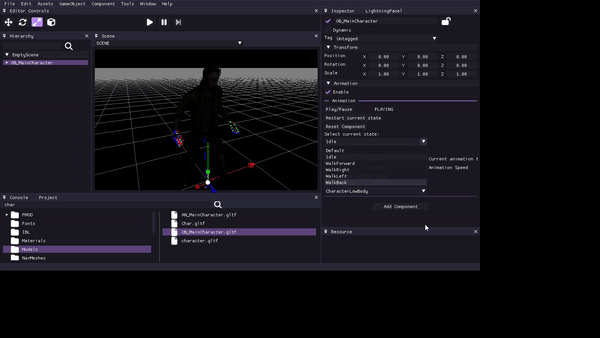 File Edit Assets GameObject Component Tools Window Help
Editor Controls
Hierarchy
EmptyScene
OB_MainCharacter
Scene
SCENE
Console Project
char
FMOD
Fonts
IBL
Materials
Models
NavMeshes
AN_MainCharacter.gltf
Char.gltf
OB_MainCharacter.gltf
character.gltf
Inspector LightningPanel
OB_MainCharacter
Dynamic
Tag Untagged
Transform
Position X 0.00 Y 0.00 Z 0.00
Rotation X 0.00 Y 0.00 Z 0.00
Scale X 1.00 Y 1.00 Z 1.00
Animation
Enable
Animation
Play/Pause PLAYING
Restart current state
Reset Component
Select current state:
Idle
Default
Idle
WalkForward
WalkRight
WalkLeft
WalkBack
Current animation t
Animation Speed
CharacterLowBody
Add Component
Resource